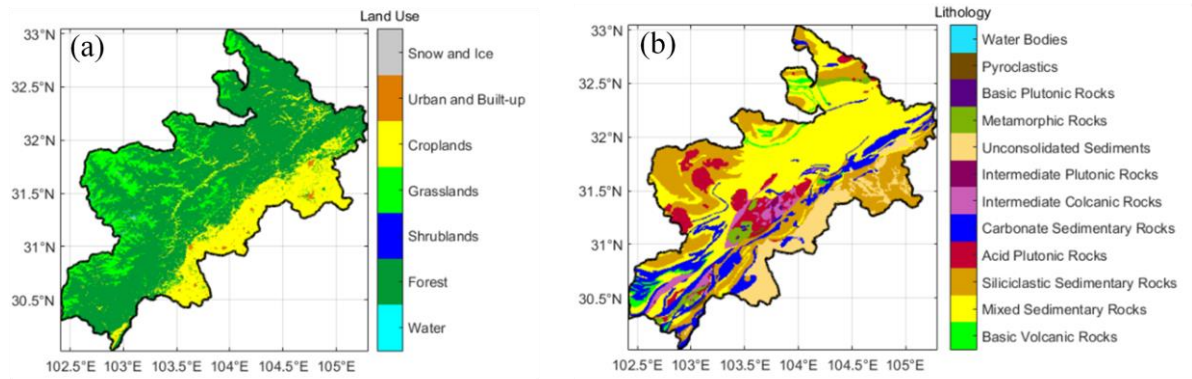 Land Use
(a)
33°N
32.5°N
32°N
31.5°N
31°N
30.5°N
102.5°E 103°E 103.5°E 104°E 104.5°E 105°E
Snow and Ice
Urban and Built-up
Croplands
Grasslands
Shrublands
Forest
Water
Lithology
(b)
33°N
32.5°N
32°N
31.5°N
31°N
30.5°N
102.5°E 103°E 103.5°E 104°E 104.5°E 105°E
Water Bodies
Pyroclastics
Basic Plutonic Rocks
Metamorphic Rocks
Unconsolidated Sediments
Intermediate Plutonic Rocks
Intermediate Colcanic Rocks
Carbonate Sedimentary Rocks
Acid Plutonic Rocks
Siliciclastic Sedimentary Rocks
Mixed Sedimentary Rocks
Basic Volcanic Rocks